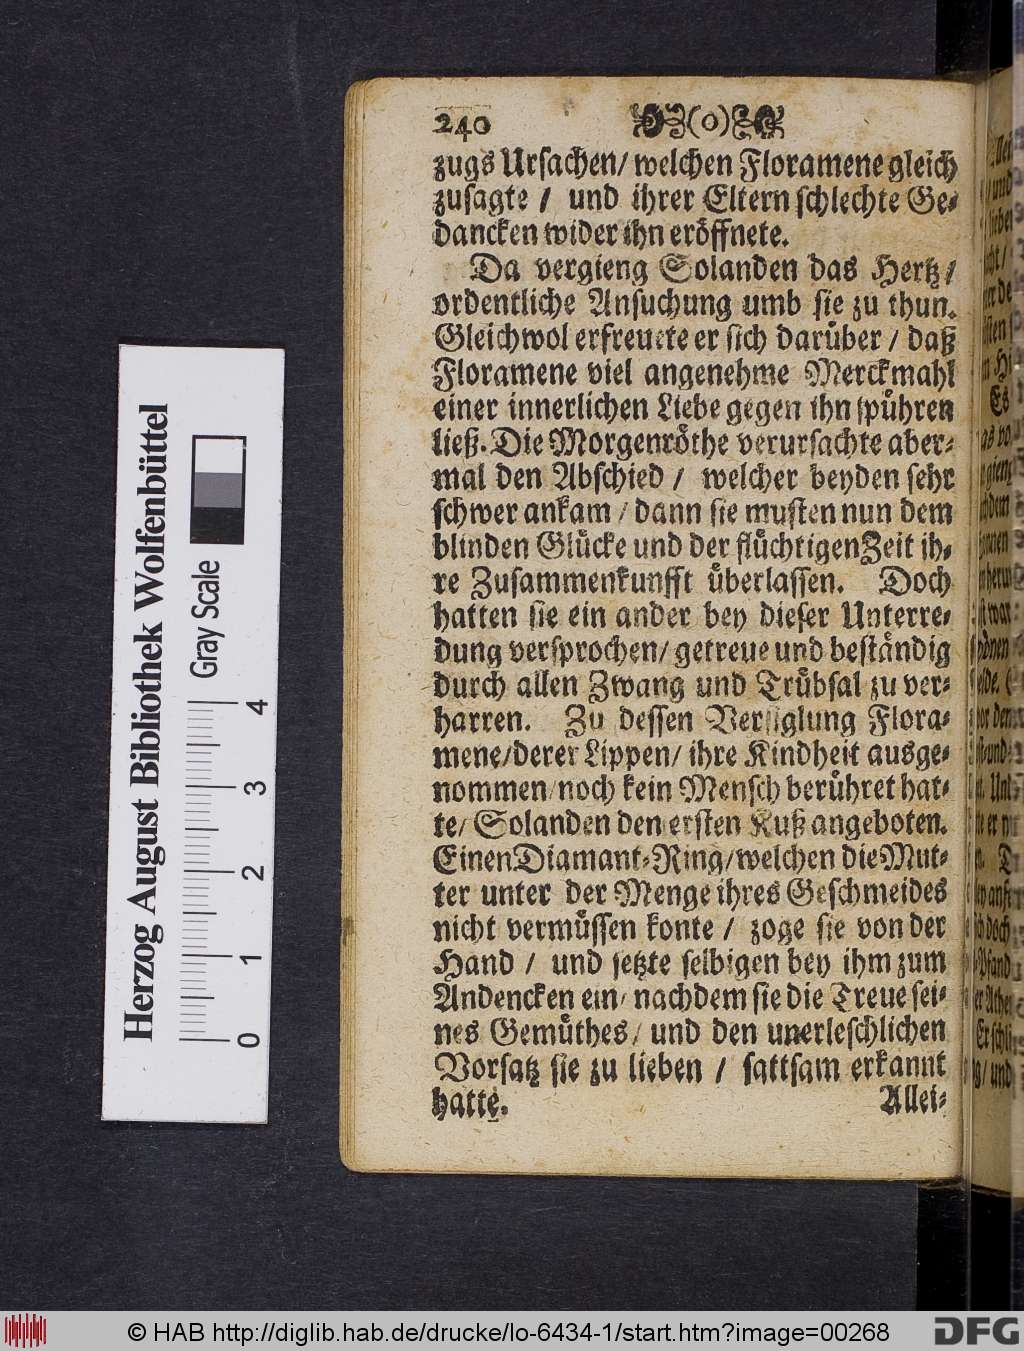 240 (o)
zugs Ursachen/ welchen Floramene gleich
zusagte / und ihrer Eltern schlechte Ge-
dancken wider ihn eröffnete.
Da vergieng Solanden das Hertz /
ordentliche Ansuchung umb sie zu thun.
Gleichwol erfreuete er sich darüber / daß
Floramene viel angenehme Merckmahl
einer innerlichen Liebe gegen ihn spühren
ließ. Die Morgenröthe verursachte aber-
mal den Abschied / welcher beyden sehr
schwer ankam / dann sie musten nun dem
blinden Glücke und der flüchtigen Zeit ih-
re Zusammenkunfft überlassen. Doch
hatten sie ein ander bey dieser Unterre-
dung versprochen/ getreue und beständig
durch allen Zwang und Trübsal zu ver-
harren. Zu dessen Versiglung Flora-
mene/derer Lippen/ ihre Kindheit ausge-
nommen/noch kein Mensch berühret hat-
te/ Solanden den ersten Kuß angeboten.
Einen Diamant-Ring/welchen die Mut-
ter unter der Menge ihres Geschmeides
nicht vermüssen konte / zoge sie von der
Hand / und setzte selbigen bey ihm zum
Andencken ein/ nachdem sie die Treue sei-
nes Gemüthes/ und den unerleschlichen
Vorsatz sie zu lieben / sattsam erkannt
hatte. Allei-
Herzog August Bibliothek Wolfenbüttel
Gray Scale
0 1 2 3 4
© HAB http://diglib.hab.de/drucke/lo-6434-1/start.htm?image=00268
DFG